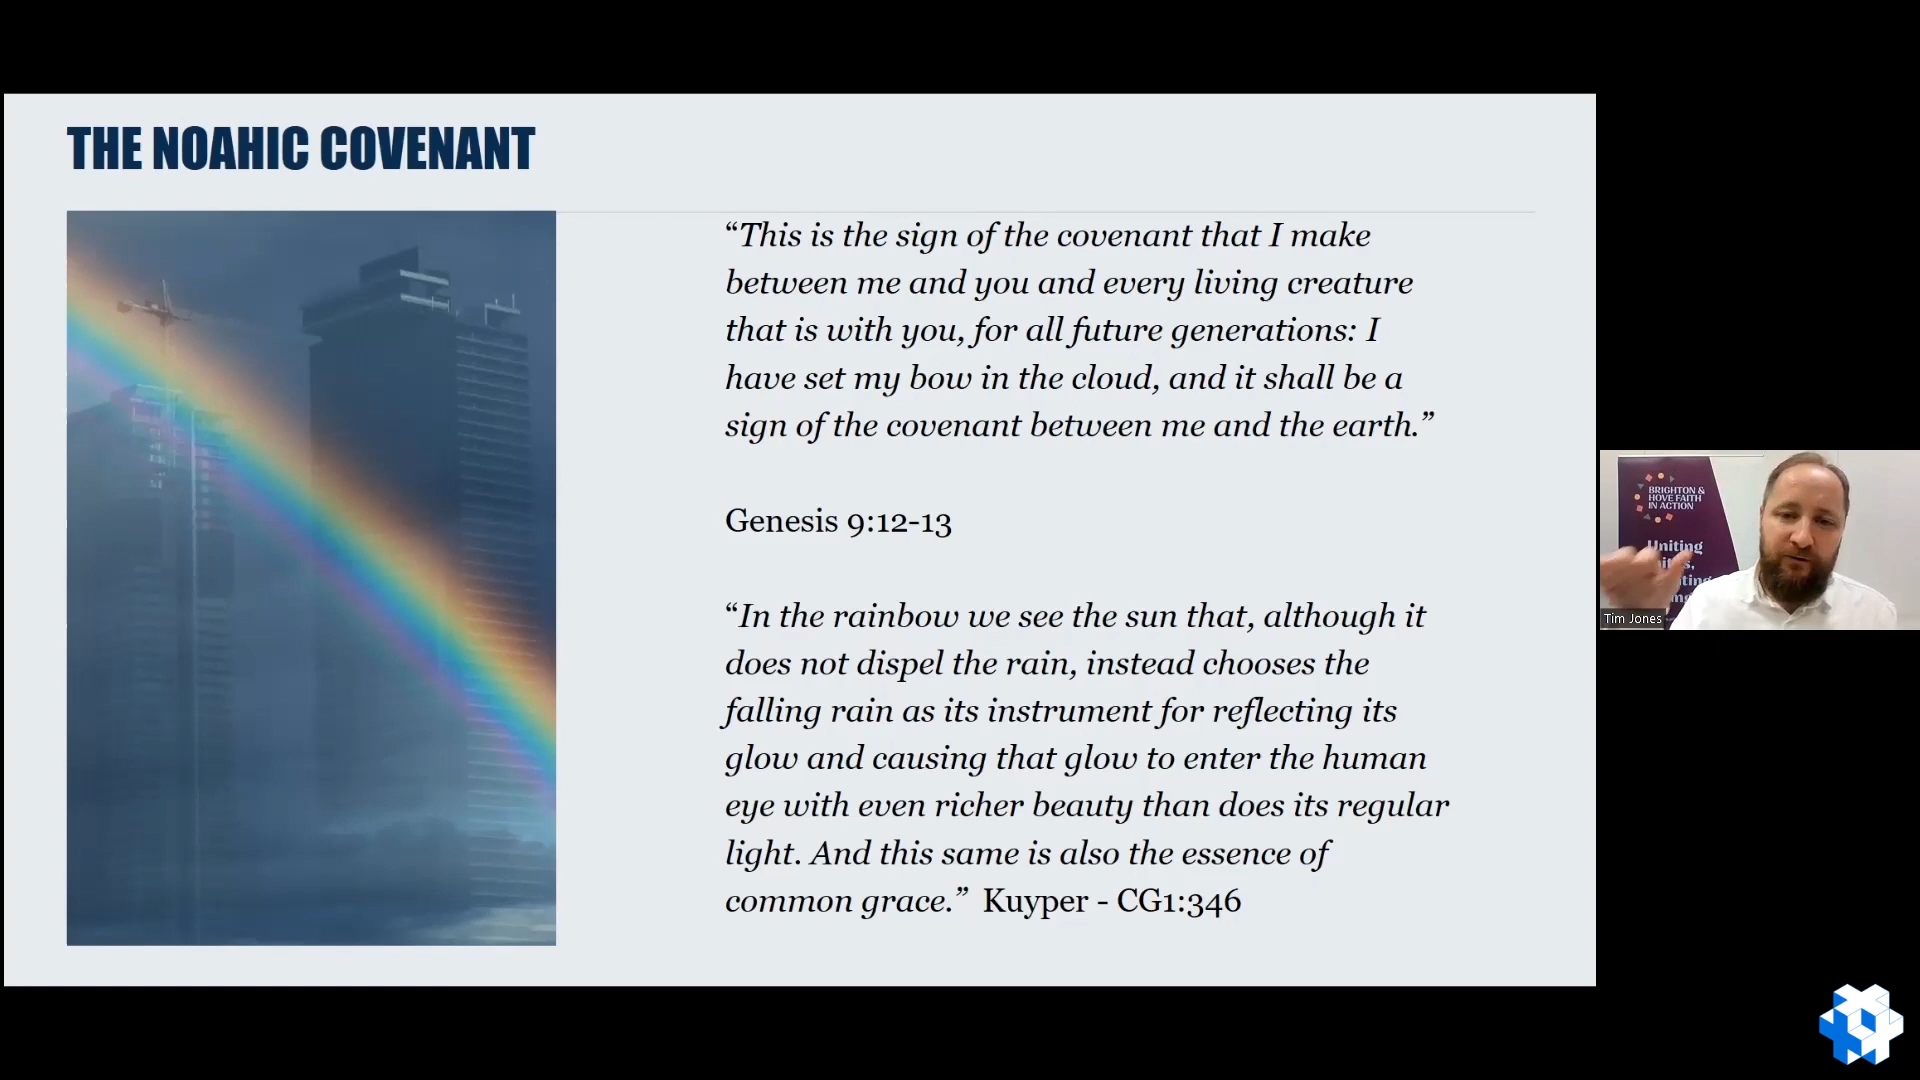 THE NOAHIC COVENANT
“This is the sign of the covenant that I make
between me and you and every living creature
that is with you, for all future generations: I
have set my bow in the cloud, and it shall be a
sign of the covenant between me and the earth.”
Genesis 9:12-13
“In the rainbow we see the sun that, although it
does not dispel the rain, instead chooses the
falling rain as its instrument for reflecting its
glow and causing that glow to enter the human
eye with even richer beauty than does its regular
light. And this same is also the essence of
common grace.” Kuyper - CG1:346
BRIGHTON &
HOVE FAITH
IN ACTION
Uniting
Tim Jones